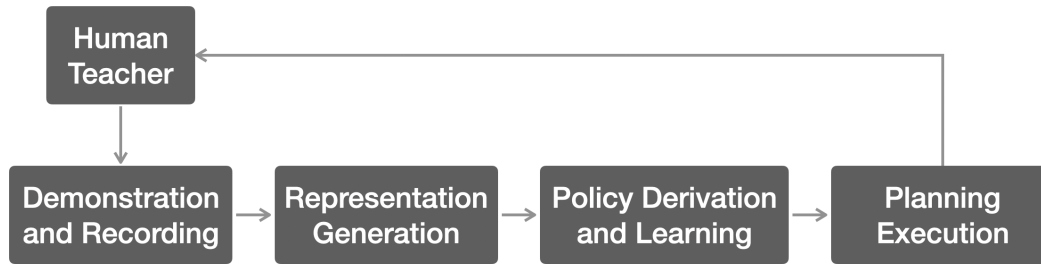 Human
Teacher
Demonstration
and Recording
Representation
Generation
Policy Derivation
and Learning
Planning
Execution